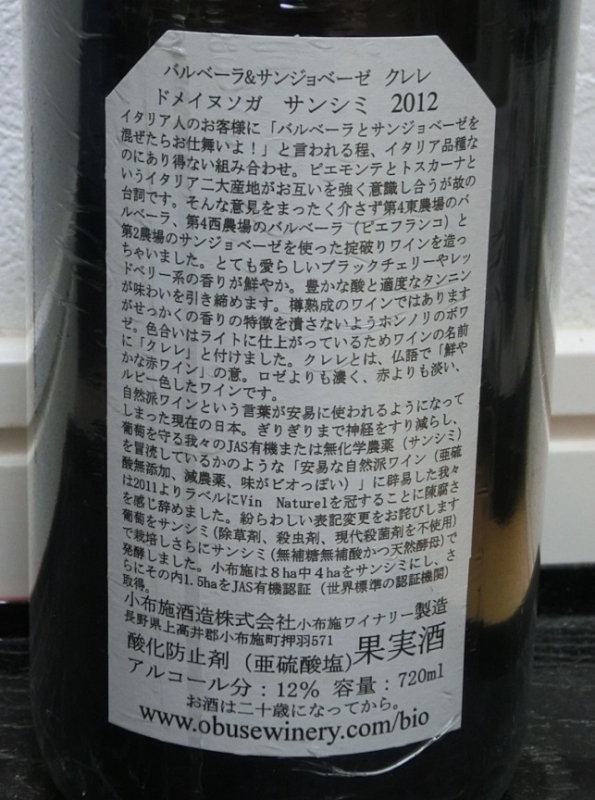 バルベーラ&サンジョベーゼ クレレ
ドメイヌソガ サンシミ 2012
イタリア人のお客様に「バルベーラとサンジョベーゼを
混ぜたらお仕舞いよ！」と言われる程、イタリア品種な
のにあり得ない組み合わせ。ピエモンテとトスカーナと
いうイタリア二大産地がお互いを強く意識し合うが故の
台詞です。そんな意見をまったく介さず第4東農場のバ
ルベーラ、第4西農場のバルベーラ（ピエフランコ）と
第2農場のサンジョベーゼを使った掟破りワインを造っ
ちゃいました。とても愛らしいブラックチェリーやレッ
ドベリー系の香りが鮮やか。豊かな酸と適度なタンニン
が味わいを引き締めます。樽熟成のワインではあります
がせっかくの香りの特徴を潰さないようホンノリのボワ
ゼ。色合いはライトに仕上がっているためワインの名前
に「クレレ」と付けました。クレレとは、仏語で「鮮や
かな赤ワイン」の意。ロゼよりも濃く、赤よりも淡い、
ルビー色したワインです。
自然派ワインという言葉が安易に使われるようになって
しまった現在の日本。ぎりぎりまで神経をすり減らし、
葡萄を守る我々のJAS有機または無化学農薬（サンシミ）
を冒涜しているかのような「安易な自然派ワイン（亜硫
酸無添加、減農薬、味がビオっぽい）」に辟易した我々
は2011よりラベルにVin Naturelを冠することに陳腐さ
を感じ辞めました。紛らわしい表記変更をお詫びします
葡萄をサンシミ(除草剤、殺虫剤、現代殺菌剤を不使用)
で栽培しさらにサンシミ(無補糖無補酸かつ天然酵母)で
発酵しました。小布施は8ha中4haをサンシミにし、さ
らにその内1.5haをJAS有機認証（世界標準の認証機関）
取得。
小布施酒造株式会社小布施ワイナリー製造
長野県上高井郡小布施町押羽571
酸化防止剤（亜硫酸塩）果実酒
アルコール分：12% 容量：720ml
お酒は二十歳になってから。
www.obusewinery.com/bio